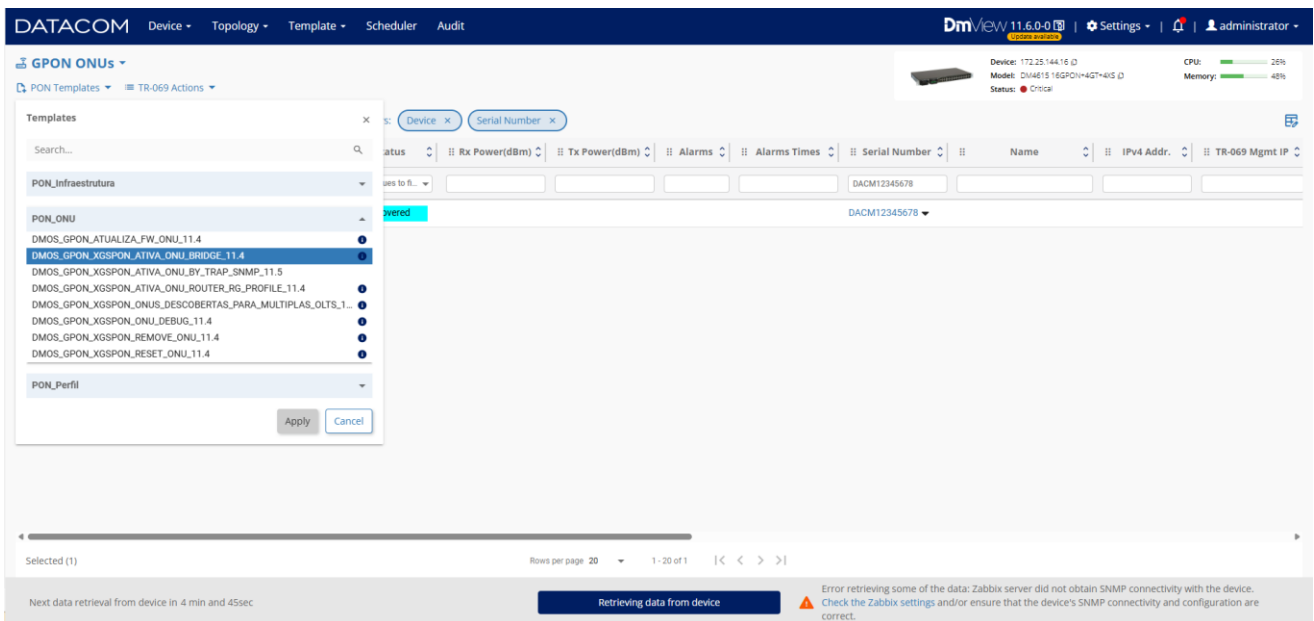 DATACOM Device Topology Template Scheduler Audit DmView 11.6.0-0 Settings administrator
Update available
GPON ONUs
PON Templates TR-069 Actions
Device: 172.25.144.16 CPU: 26%
Model: DM4615 16GPON+4GT+4XS Memory: 48%
Status: Critical
Templates s: Device × Serial Number ×
Search...
atus Rx Power(dBm) Tx Power(dBm) Alarms Alarms Times Serial Number Name IPv4 Addr. TR-069 Mgmt IP
PON_Infraestrutura ues to fi... DACM12345678
PON_ONU overed DACM12345678
DMOS_GPON_ATUALIZA_FW_ONU_11.4
DMOS_GPON_XGSPON_ATIVA_ONU_BRIDGE_11.4
DMOS_GPON_XGSPON_ATIVA_ONU_BY_TRAP_SNMP_11.5
DMOS_GPON_XGSPON_ATIVA_ONU_ROUTER_RG_PROFILE_11.4
DMOS_GPON_XGSPON_ONUS_DESCOBERTAS_PARA_MULTIPLAS_OLTS_1...
DMOS_GPON_XGSPON_ONU_DEBUG_11.4
DMOS_GPON_XGSPON_REMOVE_ONU_11.4
DMOS_GPON_XGSPON_RESET_ONU_11.4
PON_Perfil
Apply Cancel
Selected (1) Rows per page 20 1 - 20 of 1
Next data retrieval from device in 4 min and 45sec
Retrieving data from device
Error retrieving some of the data: Zabbix server did not obtain SNMP connectivity with the device.
Check the Zabbix settings and/or ensure that the device's SNMP connectivity and configuration are
correct.